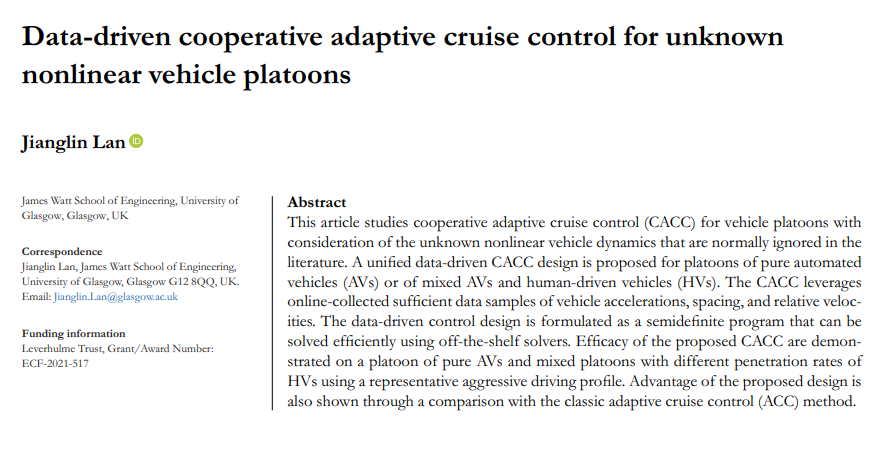 Data-driven cooperative adaptive cruise control for unknown
nonlinear vehicle platoons
Jianglin Lan iD
James Watt School of Engineering, University of
Glasgow, Glasgow, UK
Correspondence
Jianglin Lan, James Watt School of Engineering,
University of Glasgow, Glasgow G12 8QQ, UK.
Email: Jianglin.Lan@glasgow.ac.uk
Funding information
Leverhulme Trust, Grant/Award Number:
ECF-2021-517
Abstract
This article studies cooperative adaptive cruise control (CACC) for vehicle platoons with
consideration of the unknown nonlinear vehicle dynamics that are normally ignored in the
literature. A unified data-driven CACC design is proposed for platoons of pure automated
vehicles (AVs) or of mixed AVs and human-driven vehicles (HVs). The CACC leverages
online-collected sufficient data samples of vehicle accelerations, spacing, and relative veloc-
ities. The data-driven control design is formulated as a semidefinite program that can be
solved efficiently using off-the-shelf solvers. Efficacy of the proposed CACC are demon-
strated on a platoon of pure AVs and mixed platoons with different penetration rates of
HVs using a representative aggressive driving profile. Advantage of the proposed design is
also shown through a comparison with the classic adaptive cruise control (ACC) method.